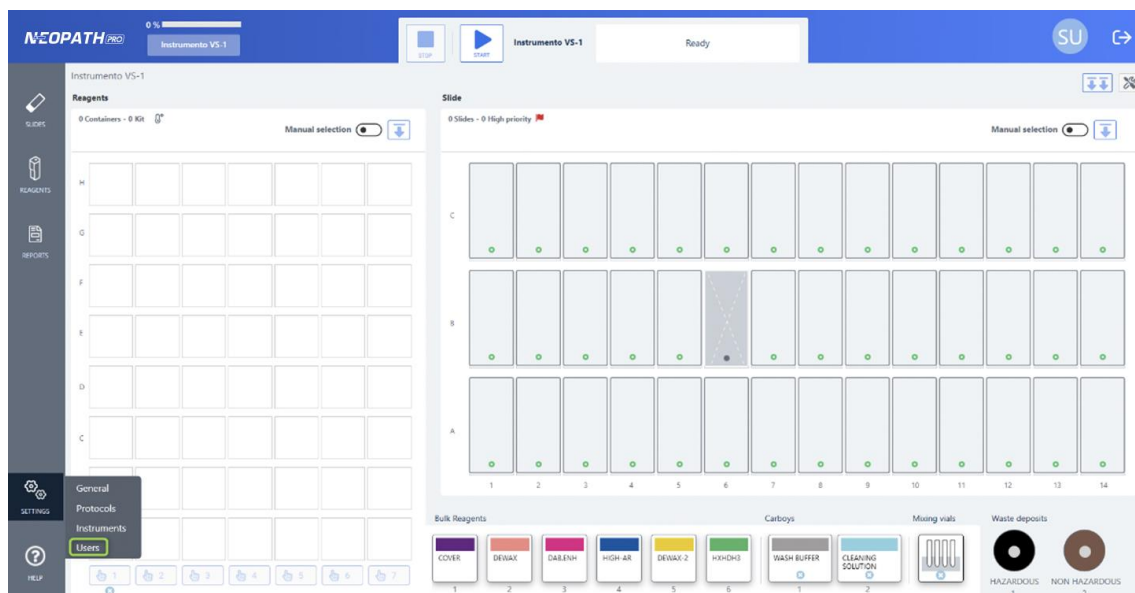 NEOPATH PRO
0 %
Instrumento VS-1
STOP
START
Instrumento VS-1
Ready
SU
SLIDES
REAGENTS
REPORTS
SETTINGS
HELP
Instrumento VS-1
Reagents
0 Containers - 0 Kit
Manual selection
H
G
F
E
D
C
General
Protocols
Instruments
Users
1 2 3 4 5 6 7
Slide
0 Slides - 0 High priority
Manual selection
C
B
A
1 2 3 4 5 6 7 8 9 10 11 12 13 14
Bulk Reagents
COVER
DEWAX
DAB.ENH
HIGH-AR
DEWAX-2
HXHDH3
1 2 3 4 5 6
Carboys
WASH BUFFER
CLEANING
SOLUTION
1 2
Mixing vials
Waste deposits
HAZARDOUS
NON HAZARDOUS